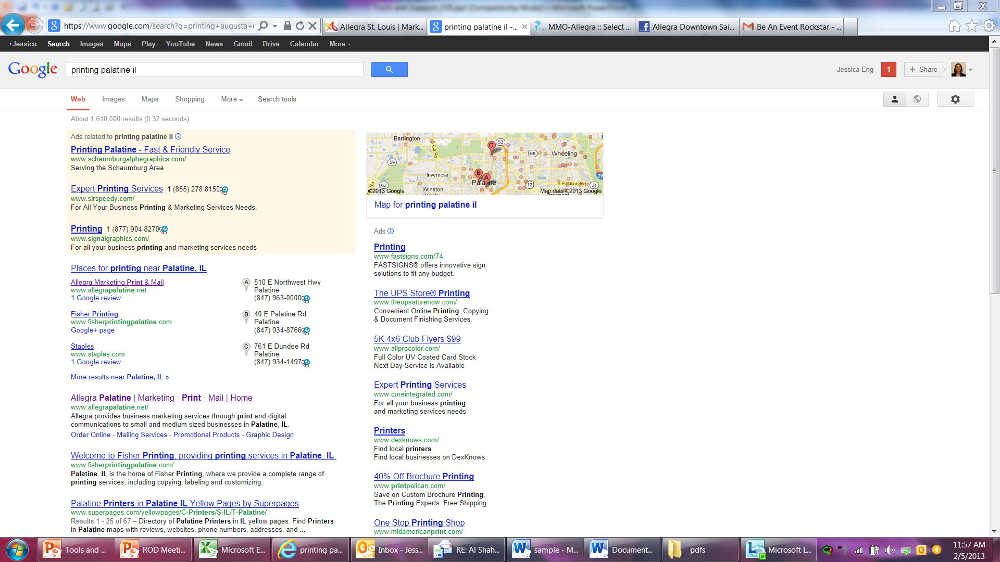 https://www.google.com/search?q=printing+augusta+g
Allegra St. Louis | Mark...
printing palatine il -...
MMO-Allegra :: Select ...
Allegra Downtown Sai...
Be An Event Rockstar - ...
+Jessica Search Images Maps Play YouTube News Gmail Drive Calendar More
Google
printing palatine il
Jessica Eng
1
+ Share
Web Images Maps Shopping More Search tools
About 1,610,000 results (0.32 seconds)
Ads related to printing palatine il
Printing Palatine - Fast & Friendly Service
www.schaumburgalphagraphics.com/
Serving the Schaumburg Area
Expert Printing Services 1 (855) 278 8150
www.sirspeedy.com/
For All Your Business Printing & Marketing Services Needs.
Printing 1 (877) 904 8270
www.signalgraphics.com/
For all your business printing and marketing services needs
Places for printing near Palatine, IL
Allegra Marketing Print & Mail
www.allegrapalatine.net
1 Google review
A
510 E Northwest Hwy
Palatine
(847) 963-0000
Fisher Printing
www.fisherprintingpalatine.com
Google+ page
B
40 E Palatine Rd
Palatine
(847) 934-8766
Staples
www.staples.com
1 Google review
C
761 E Dundee Rd
Palatine
(847) 934-1497
More results near Palatine, IL »
Allegra Palatine | Marketing · Print · Mail | Home
www.allegrapalatine.net/
Allegra provides business marketing services through print and digital
communications to small and medium sized businesses in Palatine, IL.
Order Online - Mailing Services - Promotional Products - Graphic Design
Welcome to Fisher Printing, providing printing services in Palatine, IL.
www.fisherprintingpalatine.com/
Palatine, IL is the home of Fisher Printing, where we provide a complete range of
printing services, including copying, labeling and customizing.
Palatine Printers in Palatine IL Yellow Pages by Superpages
www.superpages.com/yellowpages/C-Printers/S-IL/T-Palatine/
Results 1 - 25 of 67 – Directory of Palatine Printers in IL yellow pages. Find Printers
in Palatine maps with reviews, websites, phone numbers, addresses, and ...
Barrington
S Ela Rd
C
53
68
Wheeling
59
Inverness
B
A
Palatine
12
E Palatine Rd
29
21
62
Winston
©2013 Google
Map data ©2013 Google
Map for printing palatine il
Ads
Printing
www.fastsigns.com/74
FASTSIGNS® offers innovative sign
solutions to fit any budget.
The UPS Store® Printing
www.theupsstorenow.com/
Convenient Online Printing, Copying
& Document Finishing Services.
5K 4x6 Club Flyers $99
www.allprocolor.com/
Full Color UV Coated Card Stock
Next Day Service is Available
Expert Printing Services
www.coreintegrated.com/
For all your business printing
and marketing services needs
Printers
www.dexknows.com/
Find local printers
Find local businesses on DexKnows.
40% Off Brochure Printing
www.printpelican.com/
Save on Custom Brochure Printing.
The Printing Experts. Free Shipping
One Stop Printing Shop
www.midamericanprint.com/
Tools and ...
ROD Meeti...
Microsoft E...
printing pa...
Inbox - Jess...
RE: Al Shah...
sample - M...
Document...
pdfs
Microsoft L...
11:57 AM
2/5/2013